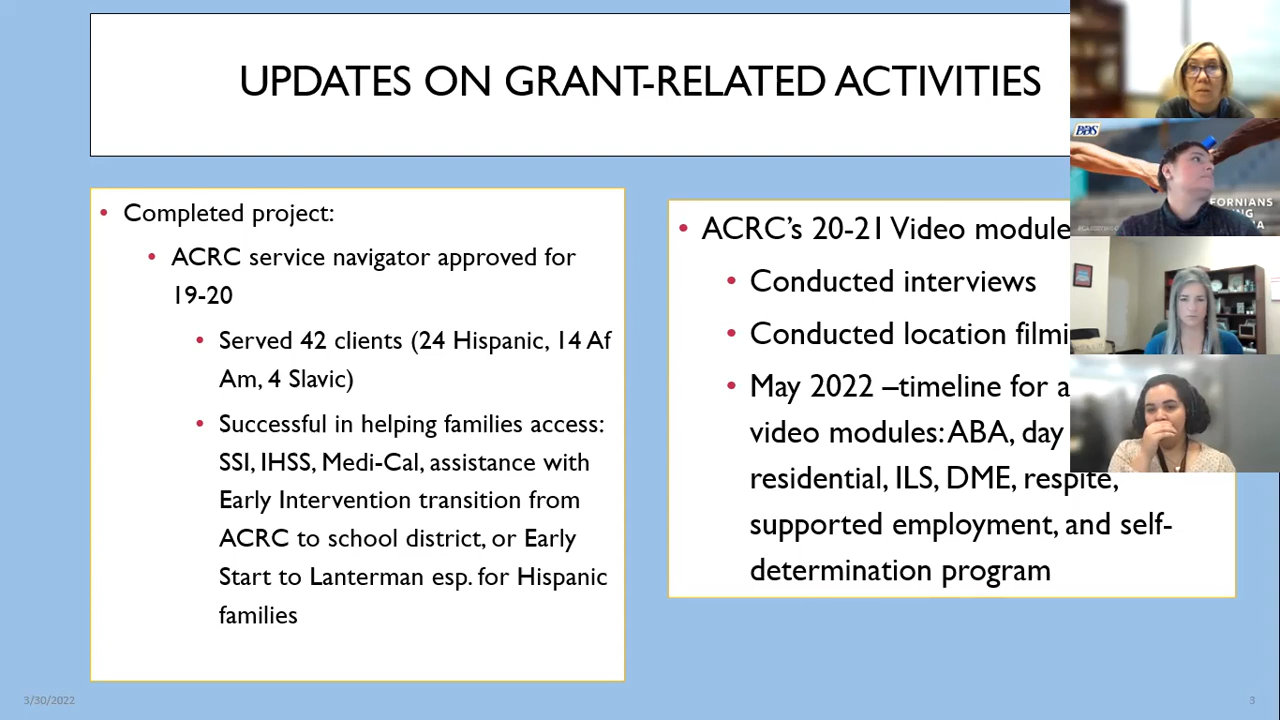 UPDATES ON GRANT-RELATED ACTIVITIES
• Completed project:
• ACRC service navigator approved for
19-20
• Served 42 clients (24 Hispanic, 14 Af
Am, 4 Slavic)
• Successful in helping families access:
SSI, IHSS, Medi-Cal, assistance with
Early Intervention transition from
ACRC to school district, or Early
Start to Lanterman esp. for Hispanic
families
• ACRC's 20-21 Video module
• Conducted interviews
• Conducted location filmi
• May 2022 –timeline for a
video modules: ABA, day
residential, ILS, DME, respite,
supported employment, and self-
determination program
DDS
FORNIANS
NG
A
3/30/2022
3